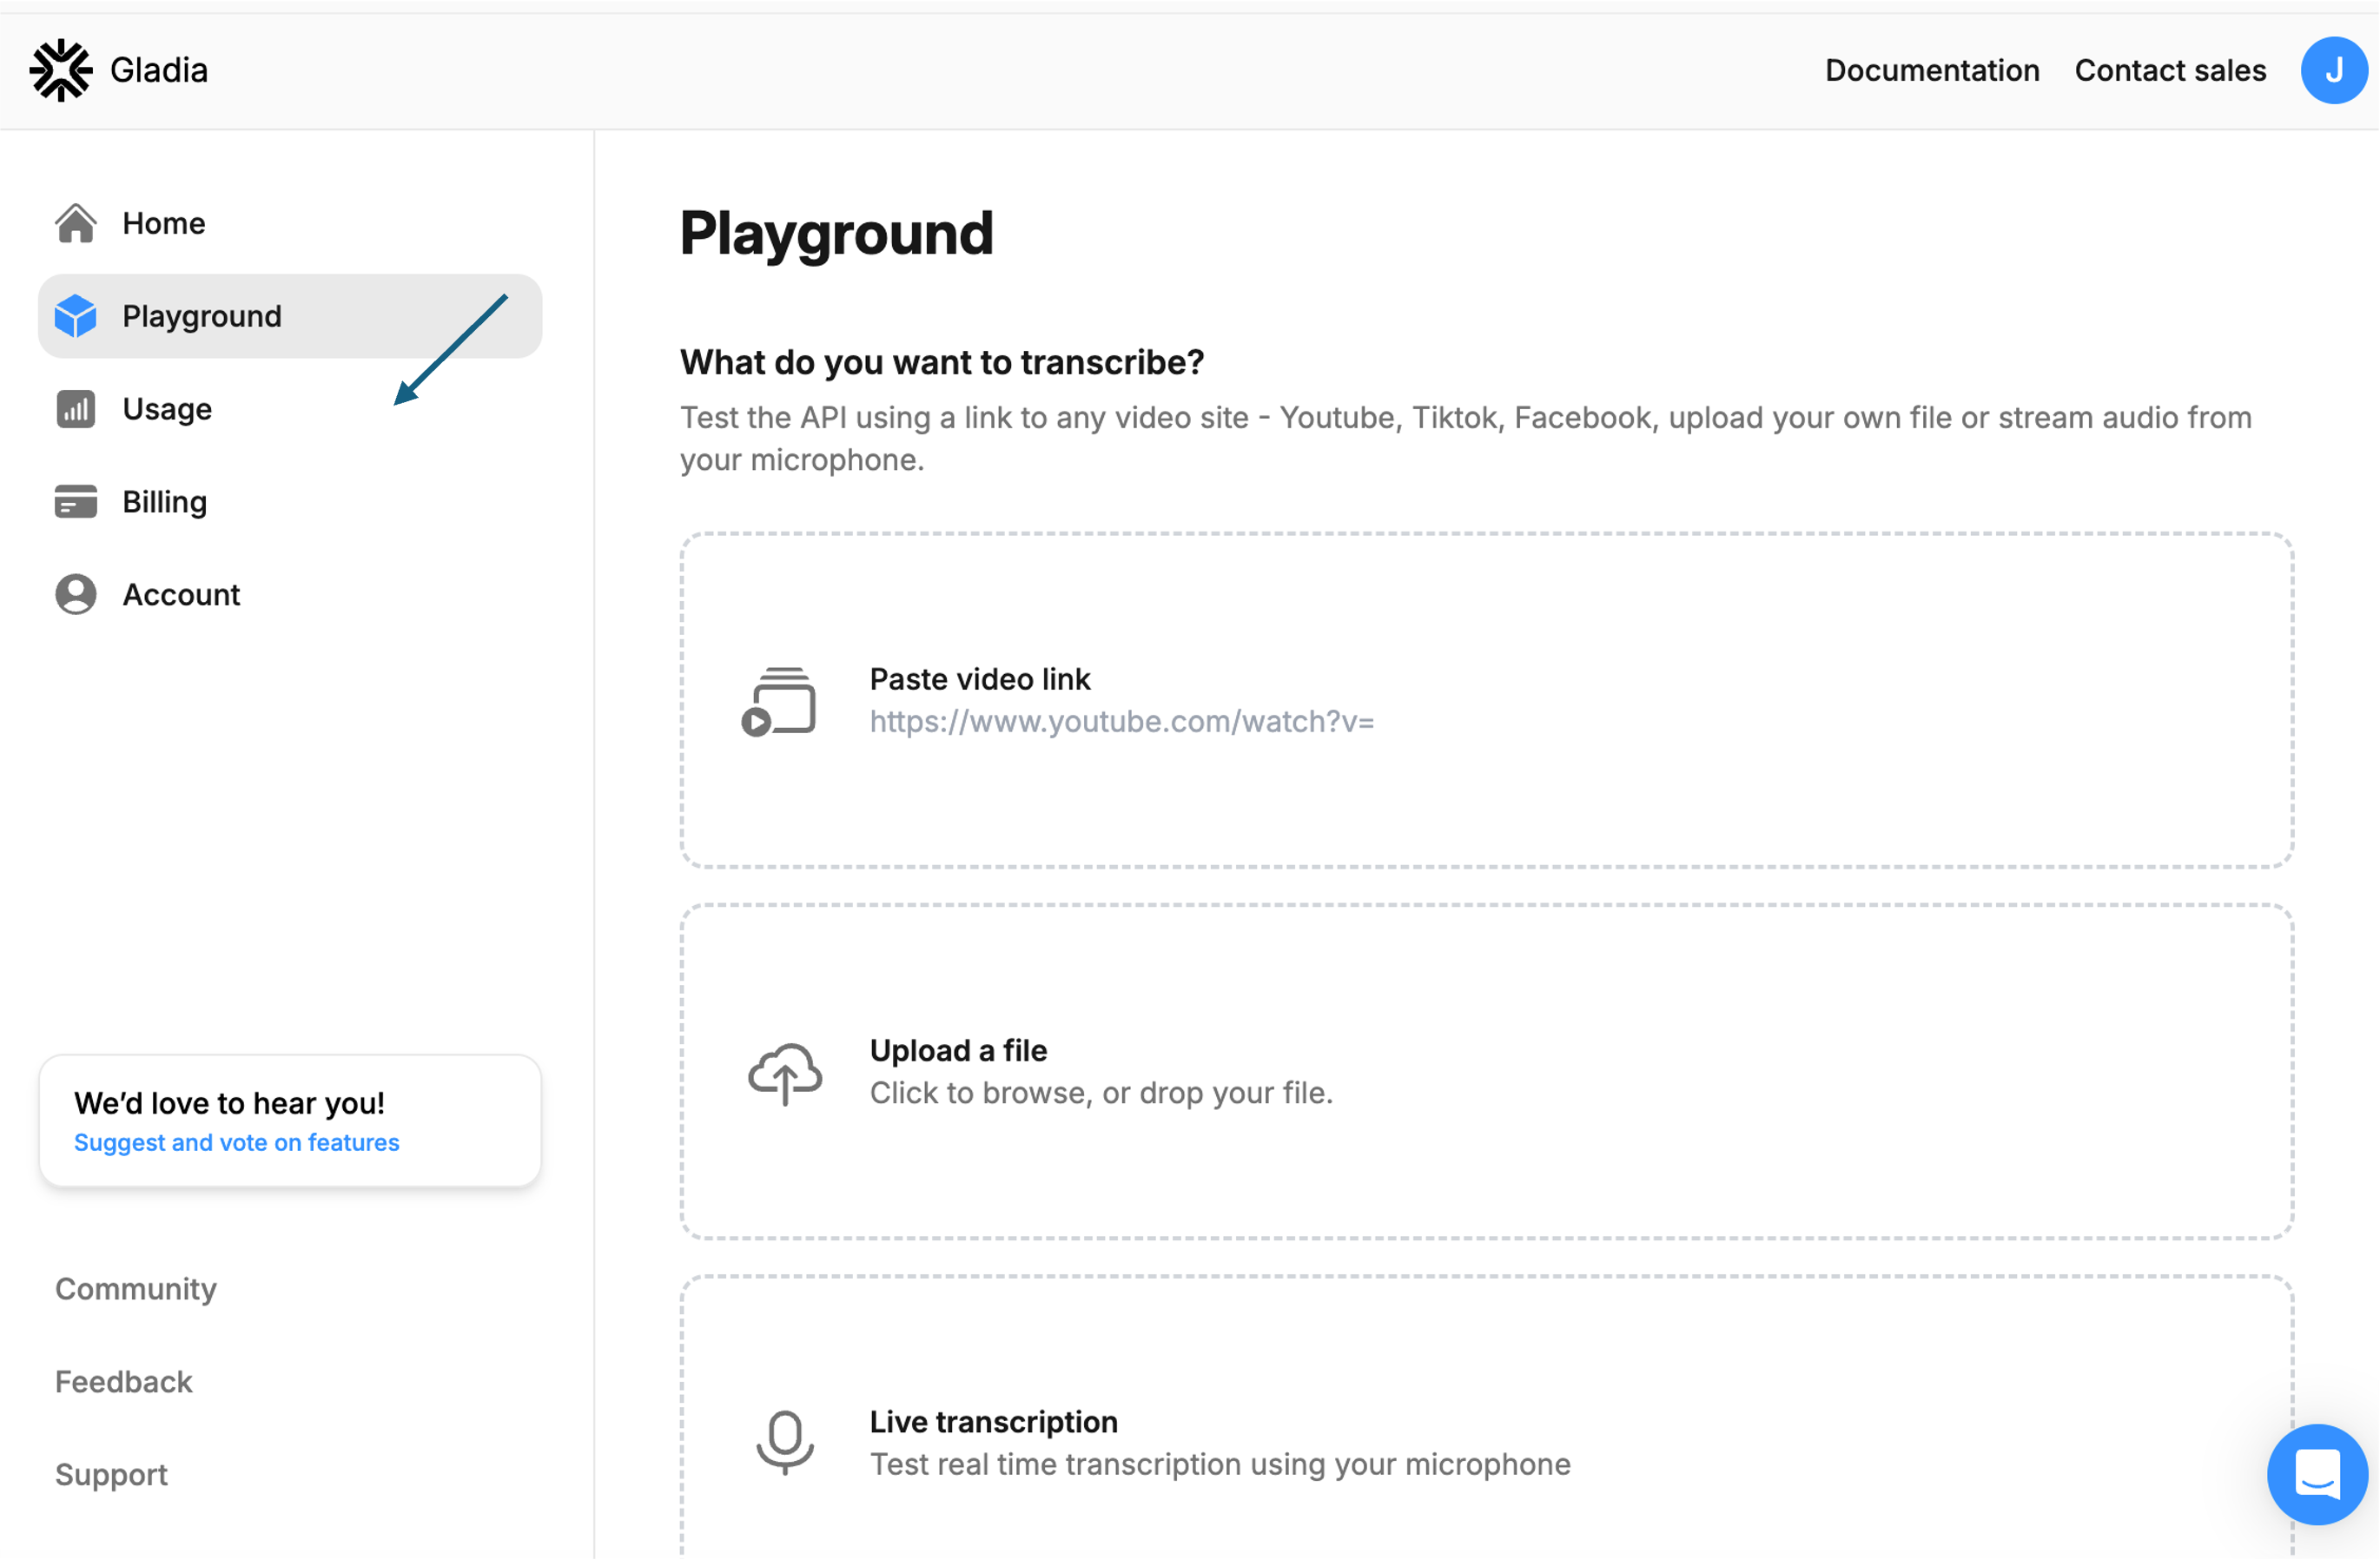 Gladia
Documentation
Contact sales
J
Home
Playground
Usage
Billing
Account
We’d love to hear you!
Suggest and vote on features
Community
Feedback
Support
Playground
What do you want to transcribe?
Test the API using a link to any video site - Youtube, Tiktok, Facebook, upload your own file or stream audio from
your microphone.
Paste video link
https://www.youtube.com/watch?v=
Upload a file
Click to browse, or drop your file.
Live transcription
Test real time transcription using your microphone